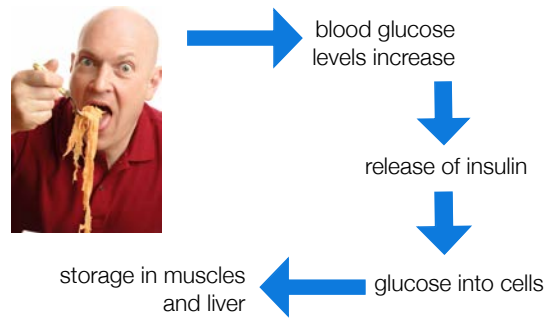 blood glucose
levels increase
release of insulin
glucose into cells
storage in muscles
and liver